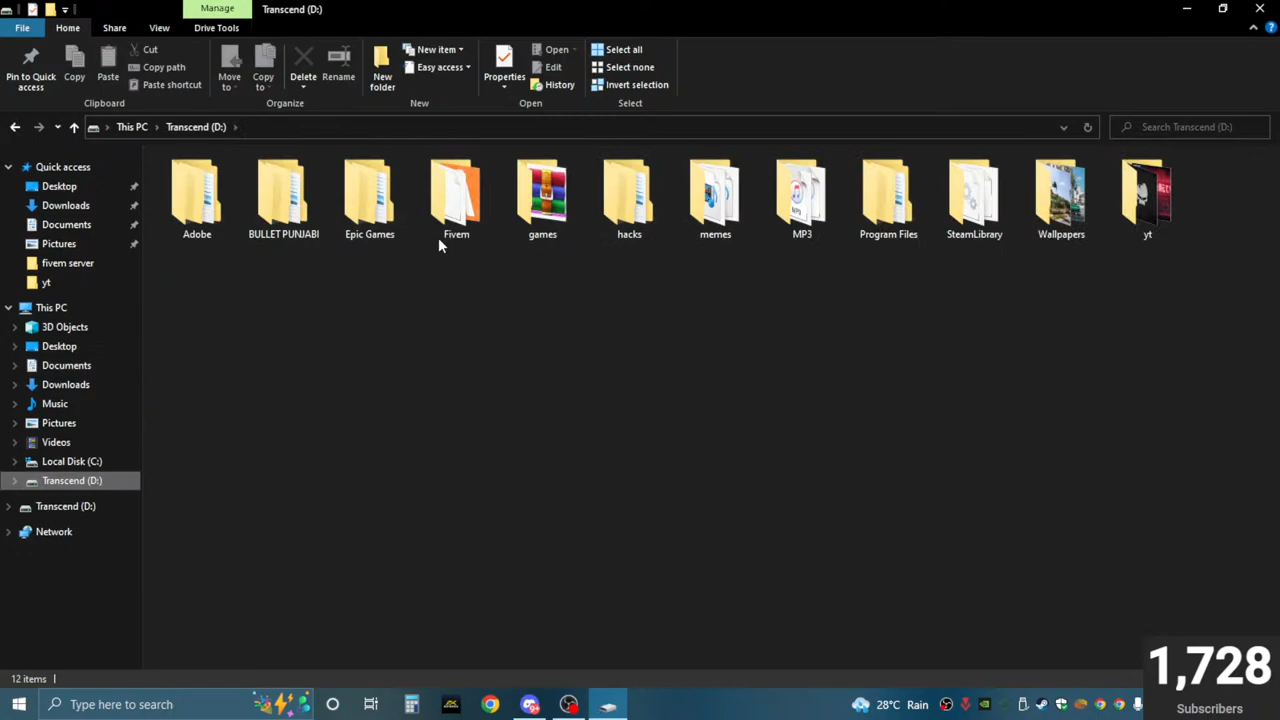 Manage
Transcend (D:)
File
Home
Share
View
Drive Tools
Pin to Quick
access
Copy
Paste
Cut
Copy path
Paste shortcut
Clipboard
Move
to
Copy
to
Delete
Rename
Organize
New
folder
New item
Easy access
New
Properties
Open
Edit
History
Open
Select all
Select none
Invert selection
Select
This PC
Transcend (D:)
Search Transcend (D:)
Quick access
Desktop
Downloads
Documents
Pictures
fivem server
yt
This PC
3D Objects
Desktop
Documents
Downloads
Music
Pictures
Videos
Local Disk (C:)
Transcend (D:)
Transcend (D:)
Network
Adobe
BULLET PUNJABI
Epic Games
Fivem
games
hacks
memes
MP3
MP3
Program Files
SteamLibrary
Wallpapers
yt
12 items
Type here to search
28°C Rain
1,728
Subscribers